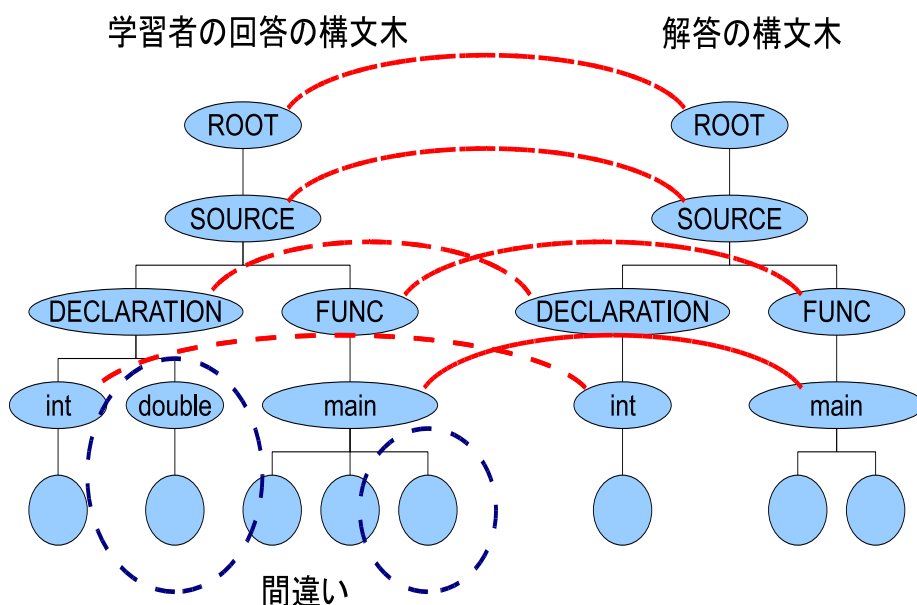 学習者の回答の構文木
解答の構文木
ROOT
ROOT
SOURCE
SOURCE
DECLARATION
FUNC
DECLARATION
FUNC
int
double
main
int
main
間違い